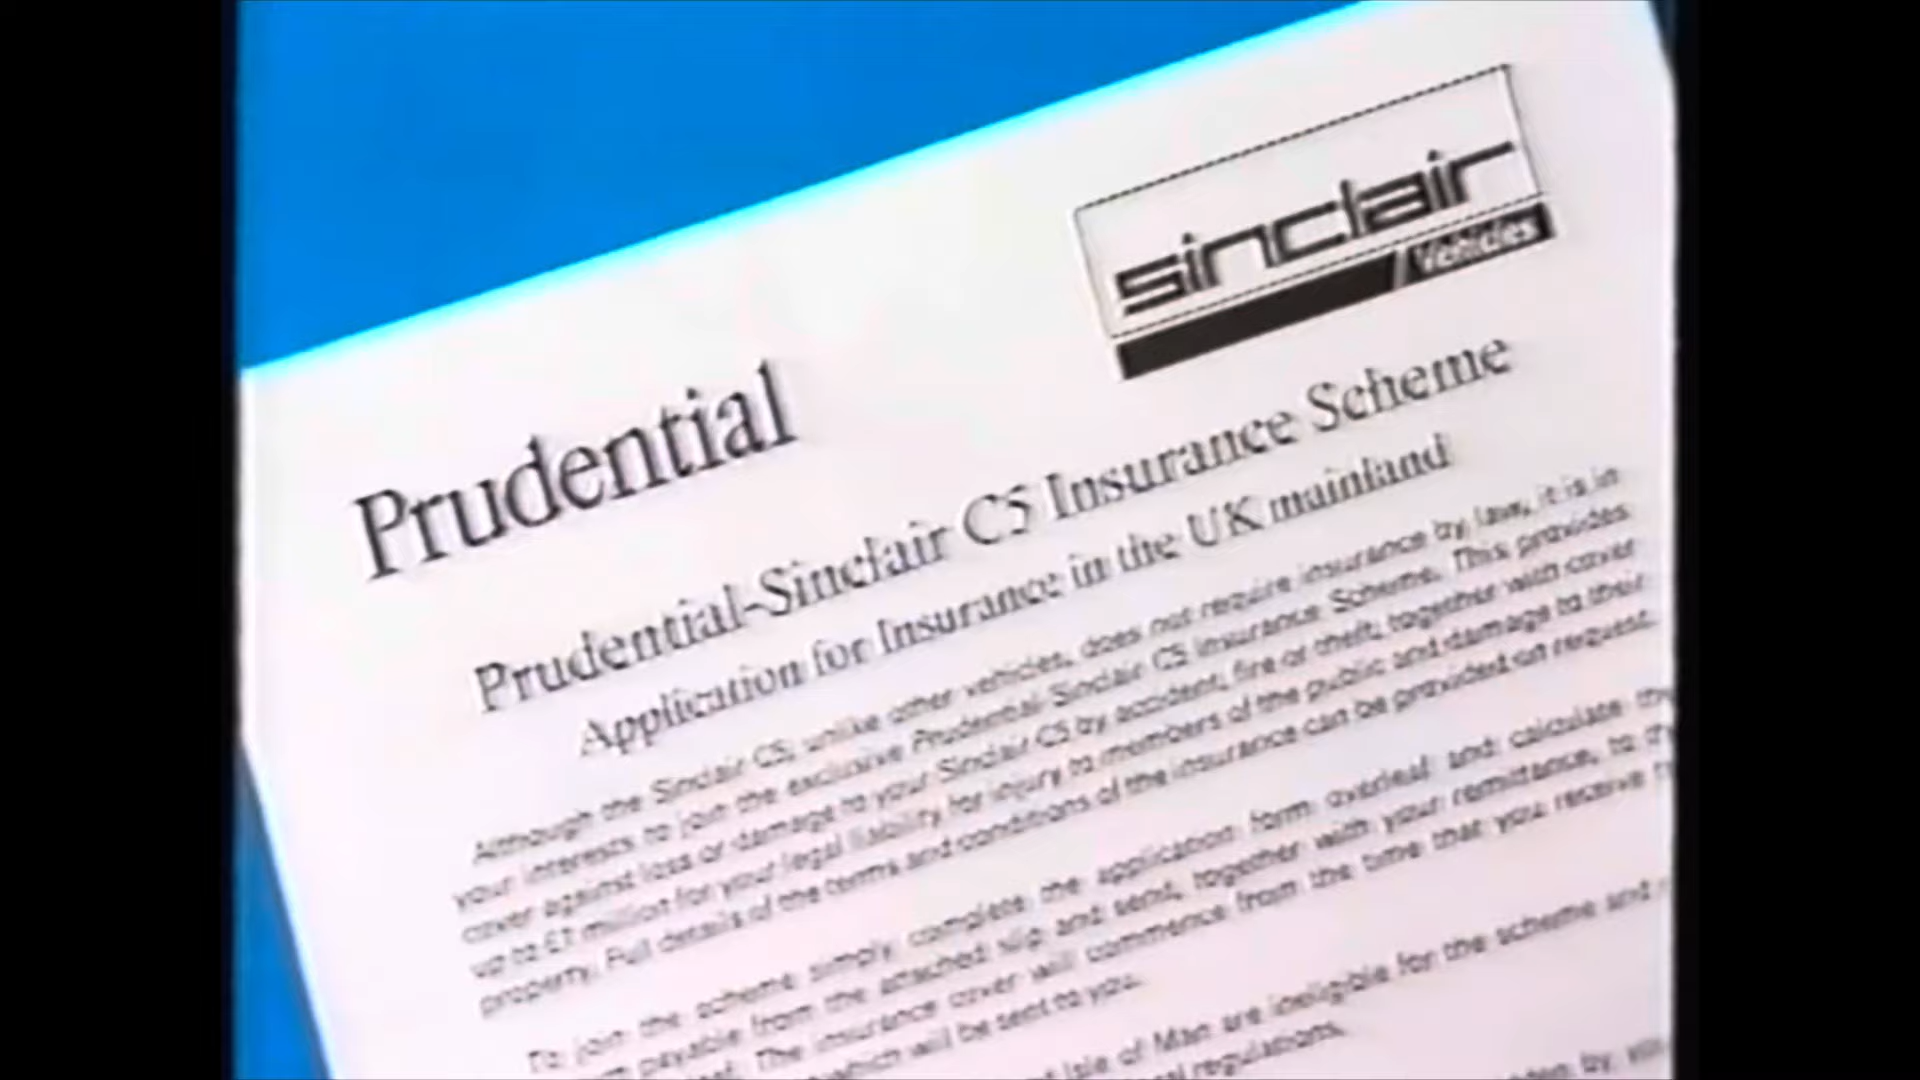 sinclair
Vehicles
Prudential
Prudential-Sinclair C5 Insurance Scheme
Application for Insurance in the UK mainland
Although the Sinclair C5, unlike other vehicles, does not require insurance by law, it is in
your interests to join the exclusive Prudential-Sinclair C5 Insurance Scheme. This provides
cover against loss or damage to your Sinclair C5 by accident, fire or theft, together with cover
up to £1 million for your legal liability for injury to members of the public and damage to their
property. Full details of the terms and conditions of the insurance can be provided on request.
To join the scheme simply complete the application form overleaf and calculate
payable from the attached slip and send, together with your remittance, to
The insurance cover will commence from the time that you receive
which will be sent to you.
Isle of Man are ineligible for the scheme and
regulations.
by